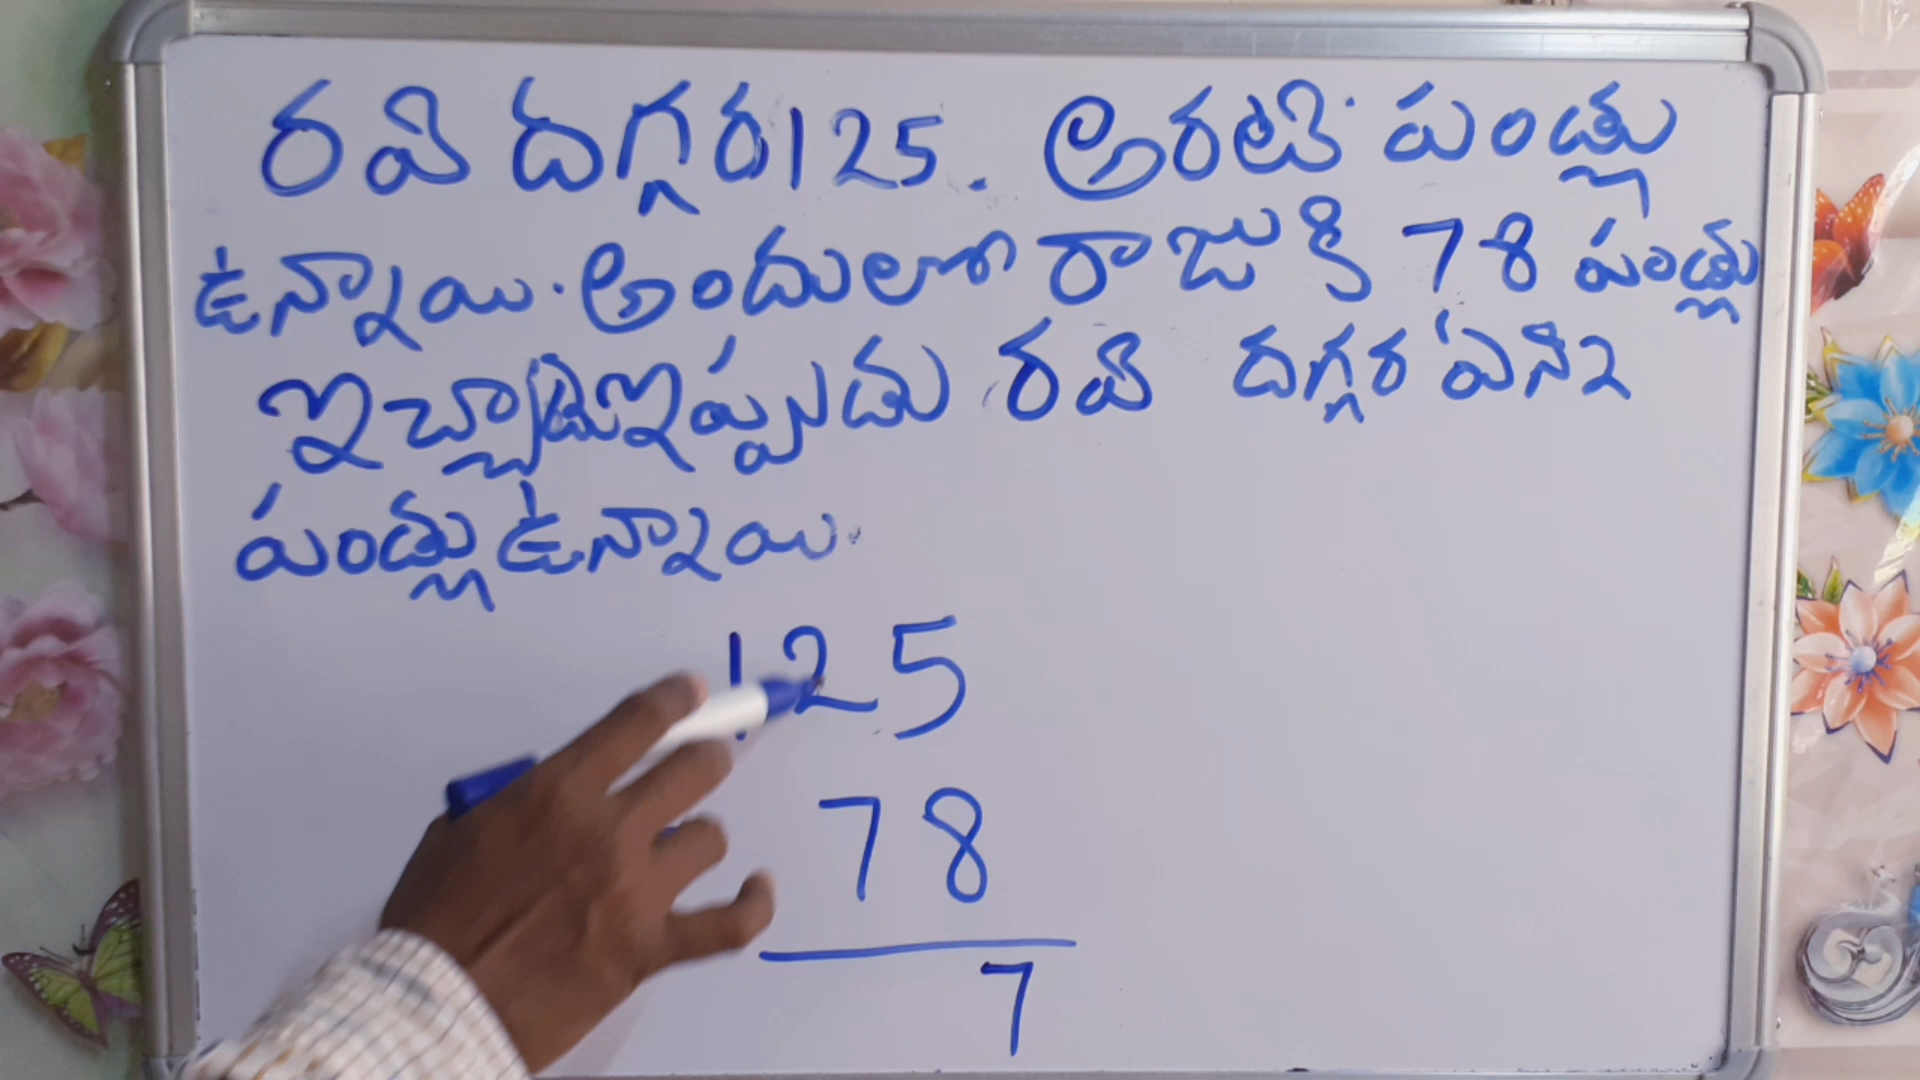 రవి దగ్గర 125. అరటి పండ్లు
ఉన్నాయి. అందులో రాజు కి 78 పండ్లు
ఇచ్చాడు ఇప్పుడు రవి దగ్గర ఎన్ని
పండ్లు ఉన్నాయి.
125
78
7